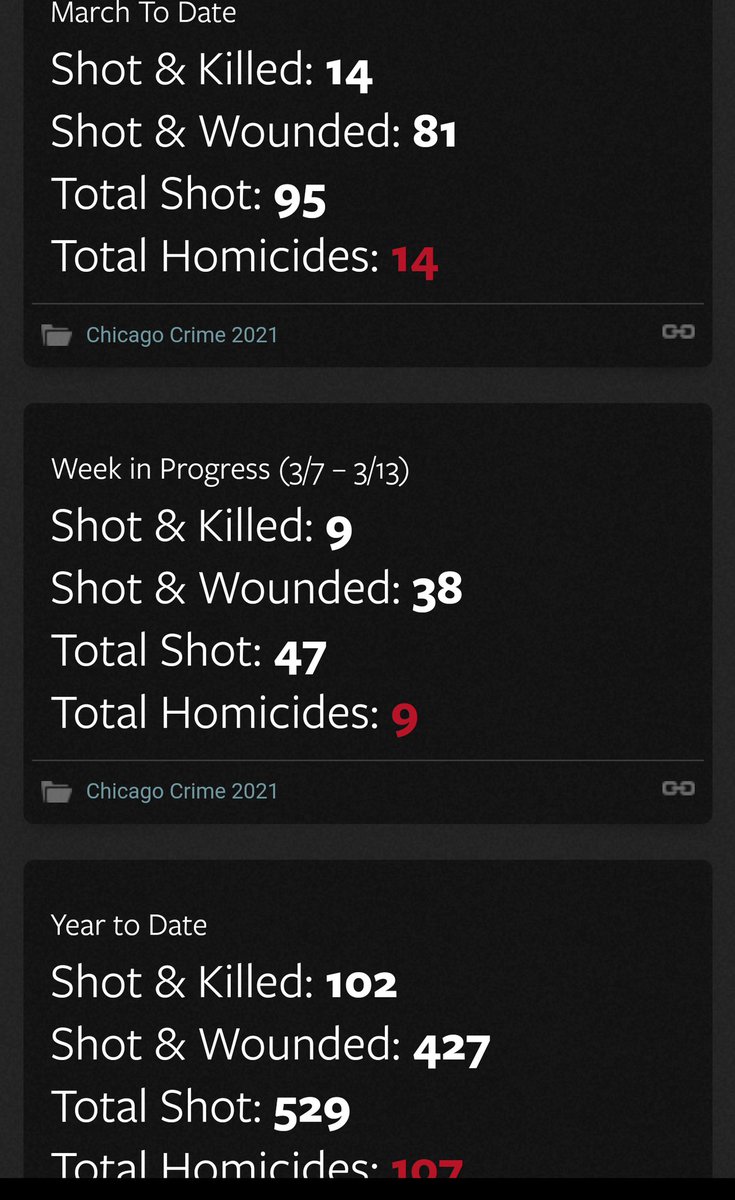 March To Date
Shot & Killed: 14
Shot & Wounded: 81
Total Shot: 95
Total Homicides: 14
Chicago Crime 2021
Week in Progress (3/7 – 3/13)
Shot & Killed: 9
Shot & Wounded: 38
Total Shot: 47
Total Homicides: 9
Chicago Crime 2021
Year to Date
Shot & Killed: 102
Shot & Wounded: 427
Total Shot: 529
Total Homicides: 107